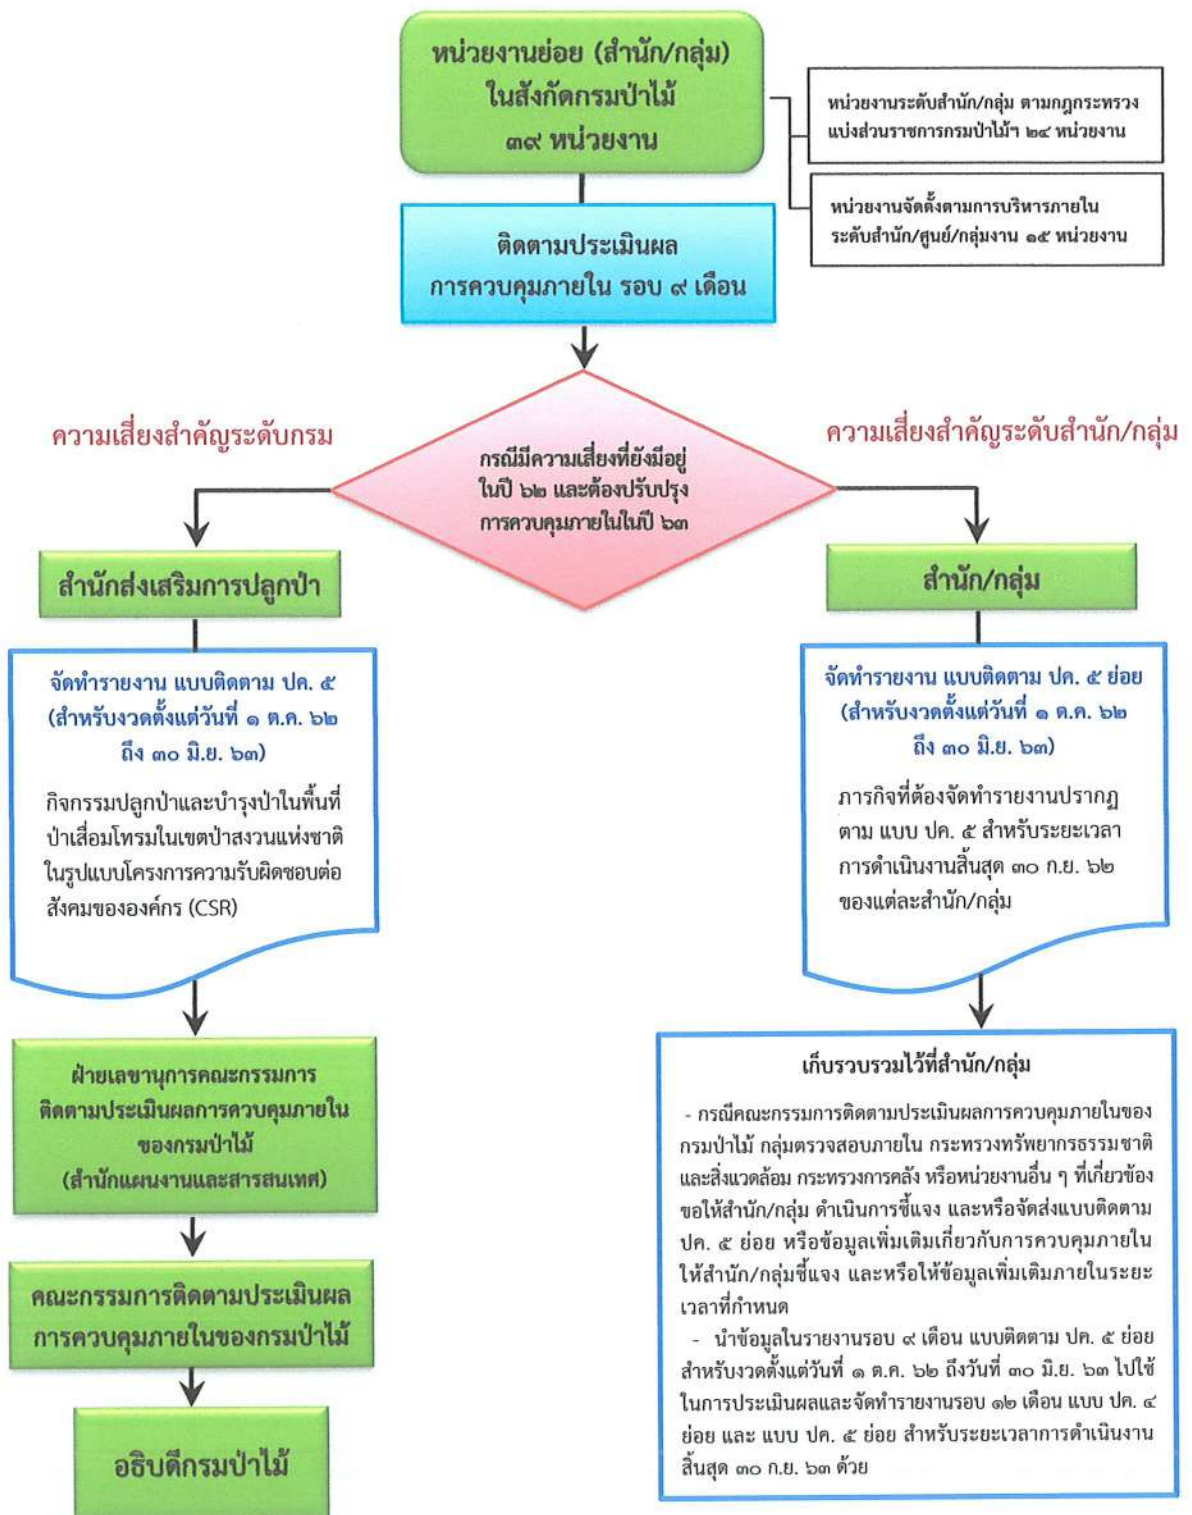 หน่วยงานย่อย (สำนัก/กลุ่ม)
ในสังกัดกรมป่าไม้
๓๙ หน่วยงาน
หน่วยงานระดับสำนัก/กลุ่ม ตามกฎกระทรวง
แบ่งส่วนราชการกรมป่าไม้ฯ ๒๔ หน่วยงาน
หน่วยงานจัดตั้งตามการบริหารภายใน
ระดับสำนัก/ศูนย์/กลุ่มงาน ๑๕ หน่วยงาน
ติดตามประเมินผล
การควบคุมภายใน รอบ ๙ เดือน
ความเสี่ยงสำคัญระดับกรม
ความเสี่ยงสำคัญระดับสำนัก/กลุ่ม
กรณีมีความเสี่ยงที่ยังมีอยู่
ในปี ๖๒ และต้องปรับปรุง
การควบคุมภายในในปี ๖๓
สำนักส่งเสริมการปลูกป่า
จัดทำรายงาน แบบติดตาม ปค. ๕
(สำหรับงวดตั้งแต่วันที่ ๑ ต.ค. ๖๒
ถึง ๓๐ มิ.ย. ๖๓)
กิจกรรมปลูกป่าและบำรุงป่าในพื้นที่
ป่าเสื่อมโทรมในเขตป่าสงวนแห่งชาติ
ในรูปแบบโครงการความรับผิดชอบต่อ
สังคมขององค์กร (CSR)
ฝ่ายเลขานุการคณะกรรมการ
ติดตามประเมินผลการควบคุมภายใน
ของกรมป่าไม้
(สำนักแผนงานและสารสนเทศ)
คณะกรรมการติดตามประเมินผล
การควบคุมภายในของกรมป่าไม้
อธิบดีกรมป่าไม้
สำนัก/กลุ่ม
จัดทำรายงาน แบบติดตาม ปค. ๕ ย่อย
(สำหรับงวดตั้งแต่วันที่ ๑ ต.ค. ๖๒
ถึง ๓๐ มิ.ย. ๖๓)
ภารกิจที่ต้องจัดทำรายงานปรากฏ
ตาม แบบ ปค. ๕ สำหรับระยะเวลา
การดำเนินงานสิ้นสุด ๓๐ ก.ย. ๖๒
ของแต่ละสำนัก/กลุ่ม
เก็บรวบรวมไว้ที่สำนัก/กลุ่ม
- กรณีคณะกรรมการติดตามประเมินผลการควบคุมภายในของ
กรมป่าไม้ กลุ่มตรวจสอบภายใน กระทรวงทรัพยากรธรรมชาติ
และสิ่งแวดล้อม กระทรวงการคลัง หรือหน่วยงานอื่น ๆ ที่เกี่ยวข้อง
ขอให้สำนัก/กลุ่ม ดำเนินการชี้แจง และหรือจัดส่งแบบติดตาม
ปค. ๕ ย่อย หรือข้อมูลเพิ่มเติมเกี่ยวกับการควบคุมภายใน
ให้สำนัก/กลุ่มชี้แจง และหรือให้ข้อมูลเพิ่มเติมภายในระยะ
เวลาที่กำหนด
- นำข้อมูลในรายงานรอบ ๙ เดือน แบบติดตาม ปค. ๕ ย่อย
สำหรับงวดตั้งแต่วันที่ ๑ ต.ค. ๖๒ ถึงวันที่ ๓๐ มิ.ย. ๖๓ ไปใช้
ในการประเมินผลและจัดทำรายงานรอบ ๑๒ เดือน แบบ ปค. ๔
ย่อย และ แบบ ปค. ๕ ย่อย สำหรับระยะเวลาการดำเนินงาน
สิ้นสุด ๓๐ ก.ย. ๖๓ ด้วย